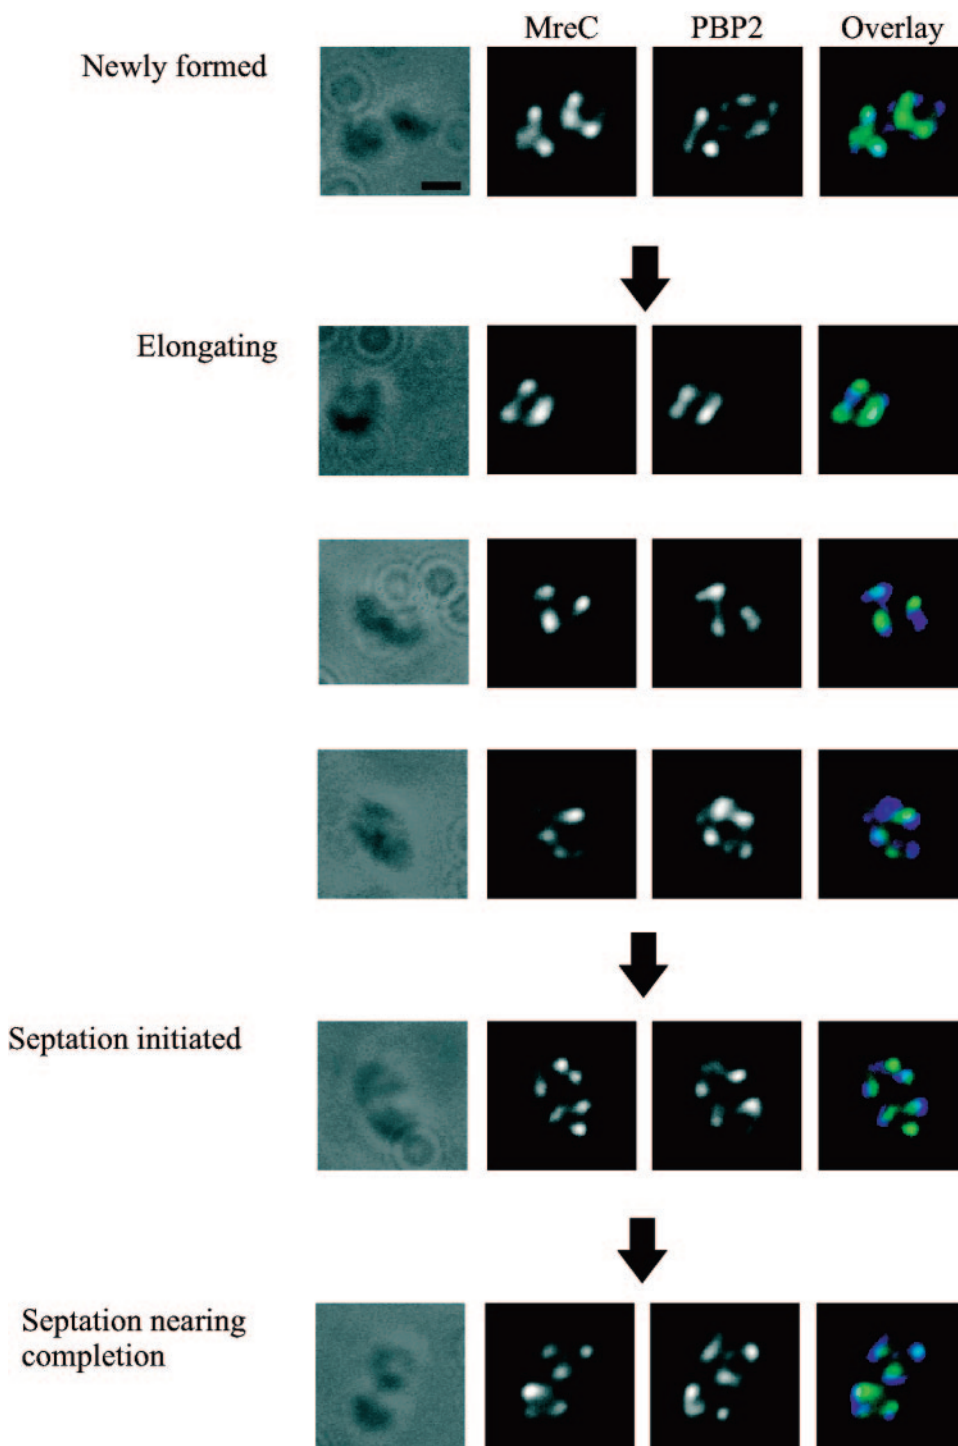 MreC PBP2 Overlay
Newly formed
Elongating
Septation initiated
Septation nearing
completion